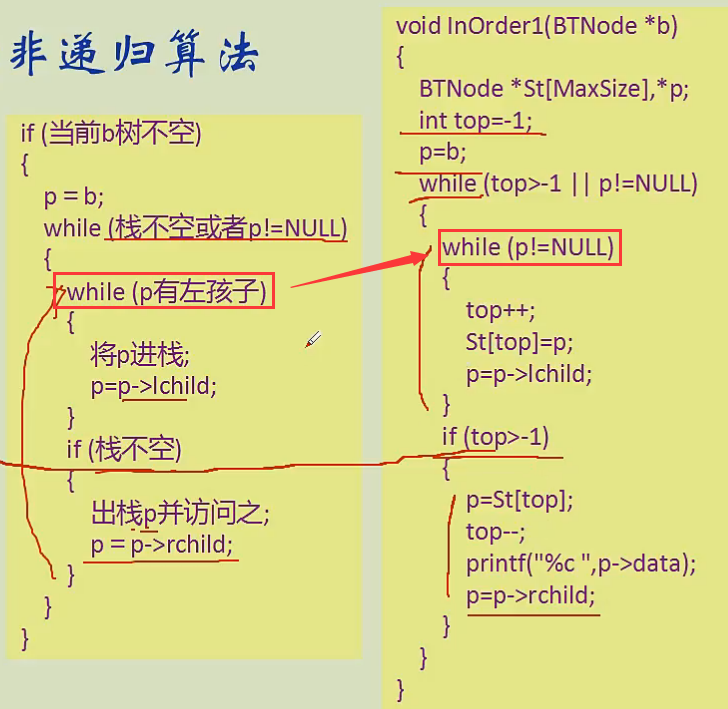 非递归算法
if (当前b树不空)
{
p = b;
while (栈不空或者p!=NULL)
{
while (p有左孩子)
{
将p进栈;
p=p->lchild;
}
if (栈不空)
{
出栈p并访问之;
p = p->rchild;
}
}
}
void InOrder1(BTNode *b)
{
BTNode *St[MaxSize],*p;
int top=-1;
p=b;
while (top>-1 || p!=NULL)
{
while (p!=NULL)
{
top++;
St[top]=p;
p=p->lchild;
}
if (top>-1)
{
p=St[top];
top--;
printf("%c ",p->data);
p=p->rchild;
}
}
}